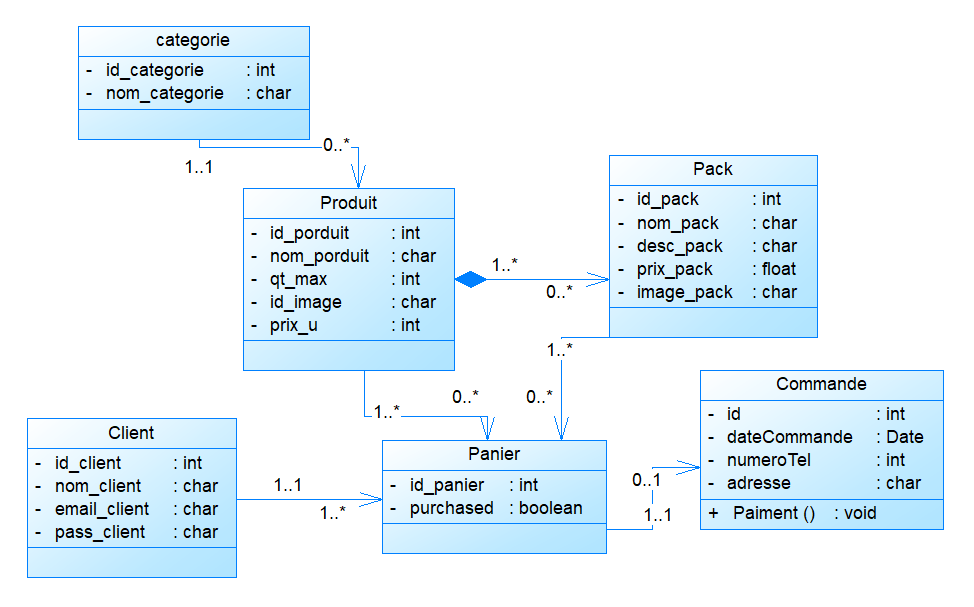 categorie
- id_categorie : int
- nom_categorie : char
1..1
0..*
Produit
- id_porduit : int
- nom_porduit : char
- qt_max : int
- id_image : char
- prix_u : int
1..*
0..*
Pack
- id_pack : int
- nom_pack : char
- desc_pack : char
- prix_pack : float
- image_pack : char
1..*
0..*
1..*
0..*
Client
- id_client : int
- nom_client : char
- email_client : char
- pass_client : char
1..1
1..*
Panier
- id_panier : int
- purchased : boolean
0..1
1..1
Commande
- id : int
- dateCommande : Date
- numeroTel : int
- adresse : char
+ Paiment () : void